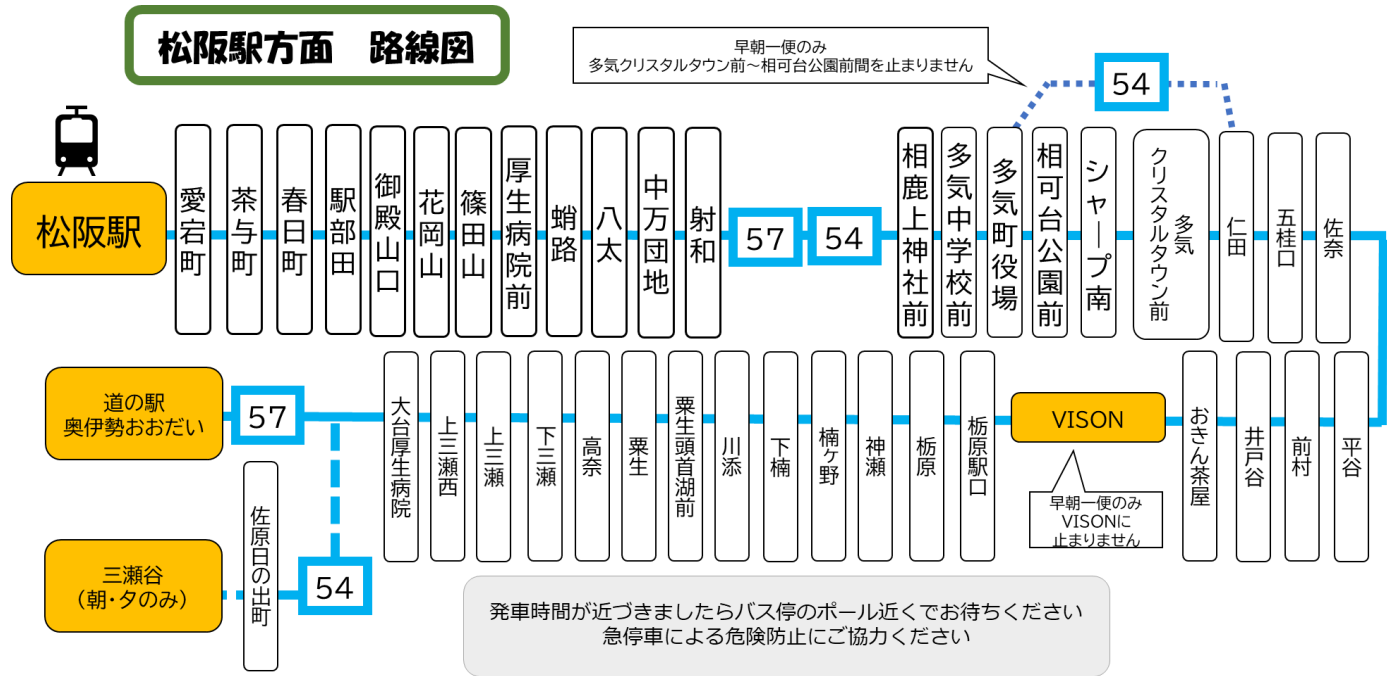 松阪駅方面 路線図
早朝一便のみ
多気クリスタルタウン前～相可台公園前間を止まりません
54
松阪駅
愛宕町
茶与町
春日町
駅部田
御殿山口
花岡山
篠田山
厚生病院前
蛸路
八太
中万団地
射和
57
54
相鹿上神社前
多気中学校前
多気町役場
相可台公園前
シャープ南
多気
クリスタルタウン前
仁田
五桂口
佐奈
道の駅
奥伊勢おおだい
57
大台厚生病院
上三瀬西
上三瀬
下三瀬
高奈
粟生
粟生頭首湖前
川添
下楠
楠ヶ野
神瀬
栃原
栃原駅口
VISON
おきん茶屋
井戸谷
前村
平谷
早朝一便のみ
VISONに
止まりません
三瀬谷
（朝・夕のみ）
佐原日の出町
54
発車時間が近づきましたらバス停のポール近くでお待ちください
急停車による危険防止にご協力ください